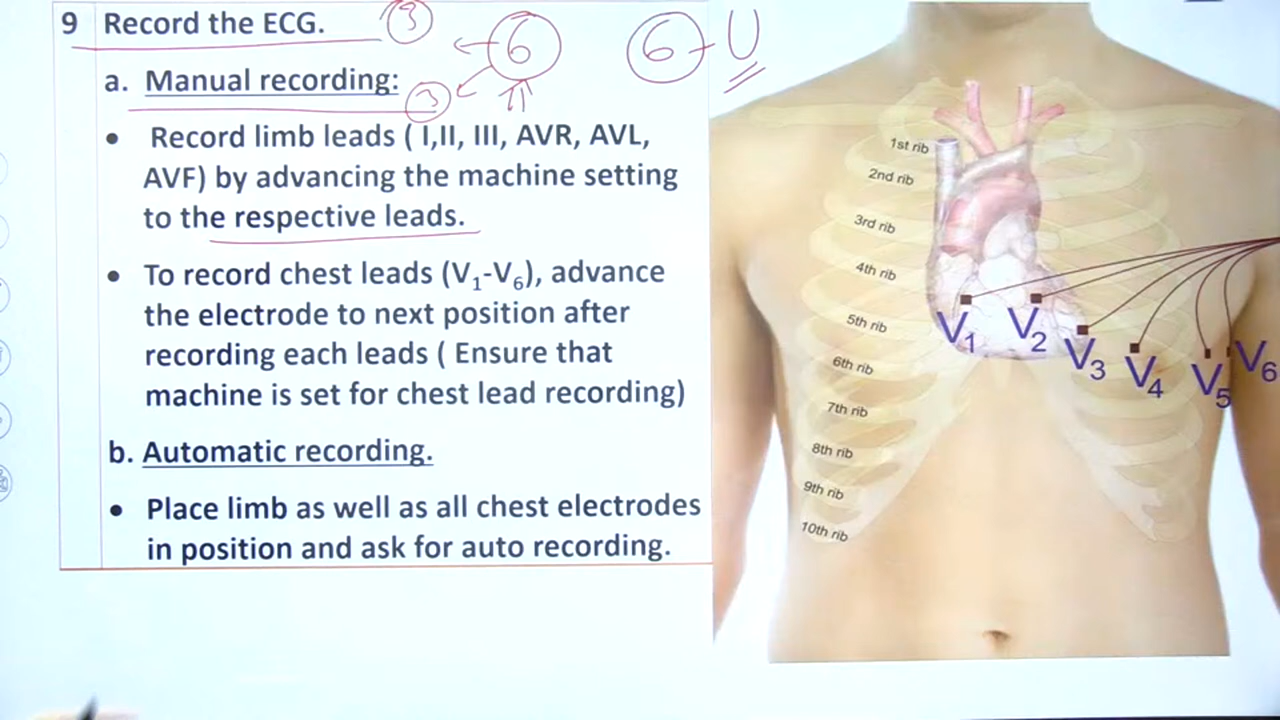 9 Record the ECG.
3
6
6 - U
a. Manual recording:
3
• Record limb leads ( I,II, III, AVR, AVL,
AVF) by advancing the machine setting
to the respective leads.
• To record chest leads (V₁-V₆), advance
the electrode to next position after
recording each leads ( Ensure that
machine is set for chest lead recording)
b. Automatic recording.
• Place limb as well as all chest electrodes
in position and ask for auto recording.
1st rib
2nd rib
3rd rib
4th rib
5th rib
6th rib
7th rib
8th rib
9th rib
10th rib
V₁
V₂
V₃
V₄
V₅
V₆